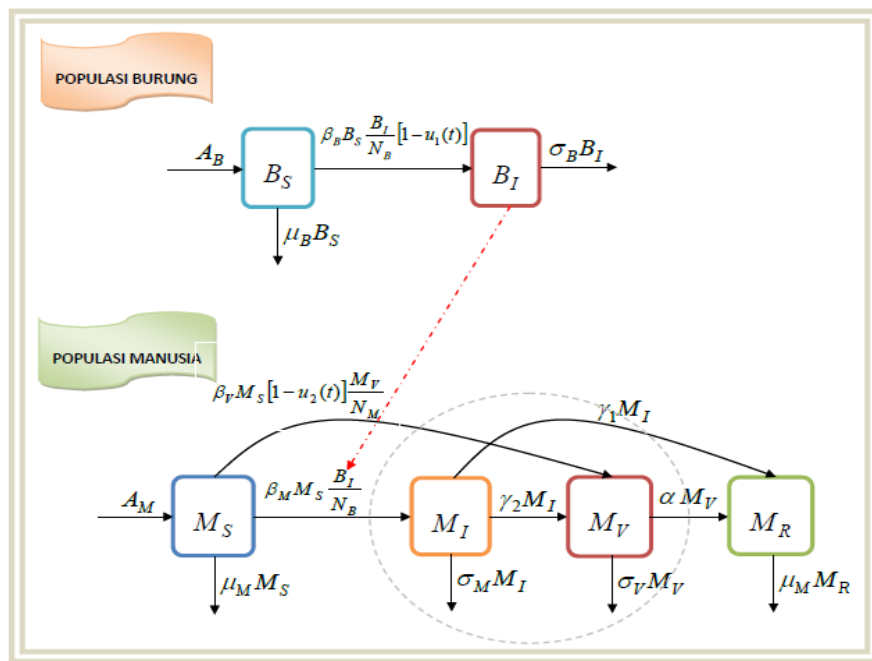 POPULASI BURUNG
β_B B_S B_I/N_B [1-u_1(t)]
A_B
B_S
B_I
σ_B B_I
μ_B B_S
POPULASI MANUSIA
β_V M_S [1-u_2(t)] M_V/N_M
γ_1 M_I
A_M
M_S
β_M M_S B_I/N_B
M_I
γ_2 M_I
M_V
α M_V
M_R
μ_M M_S
σ_M M_I
σ_V M_V
μ_M M_R